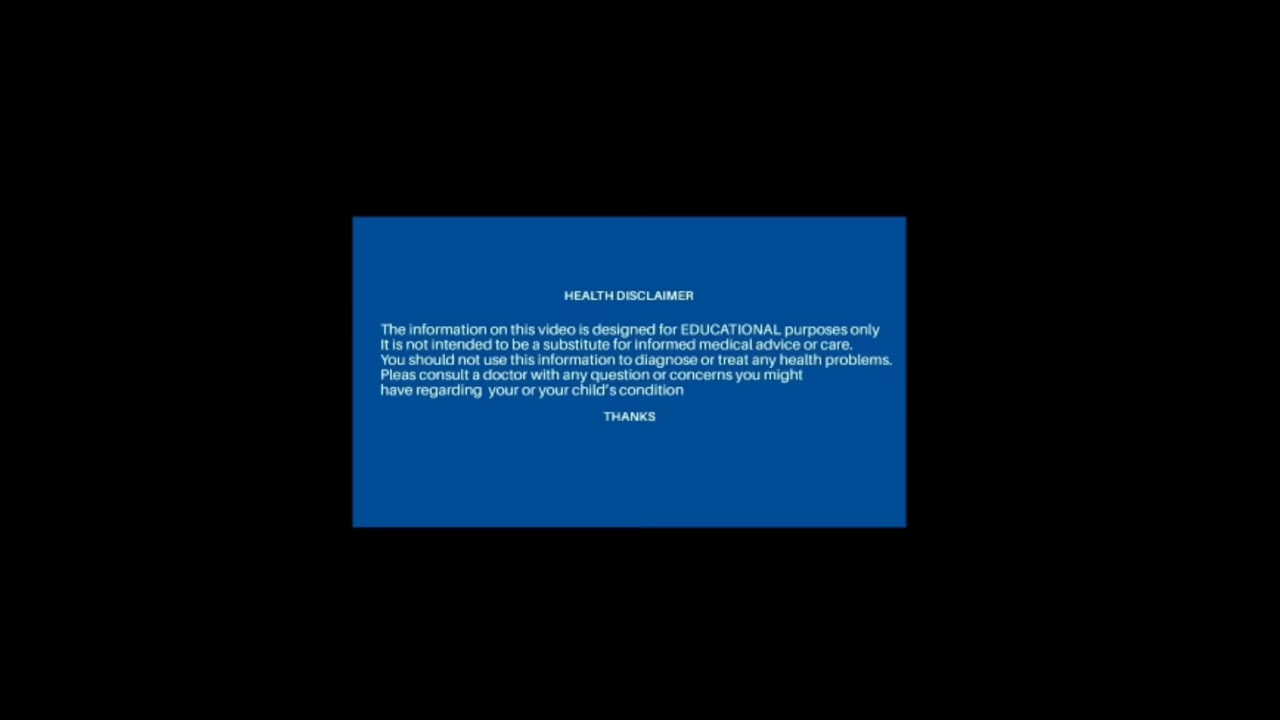 HEALTH DISCLAIMER
The information on this video is designed for EDUCATIONAL purposes only
It is not intended to be a substitute for informed medical advice or care.
You should not use this information to diagnose or treat any health problems.
Pleas consult a doctor with any question or concerns you might
have regarding  your or your child's condition
THANKS